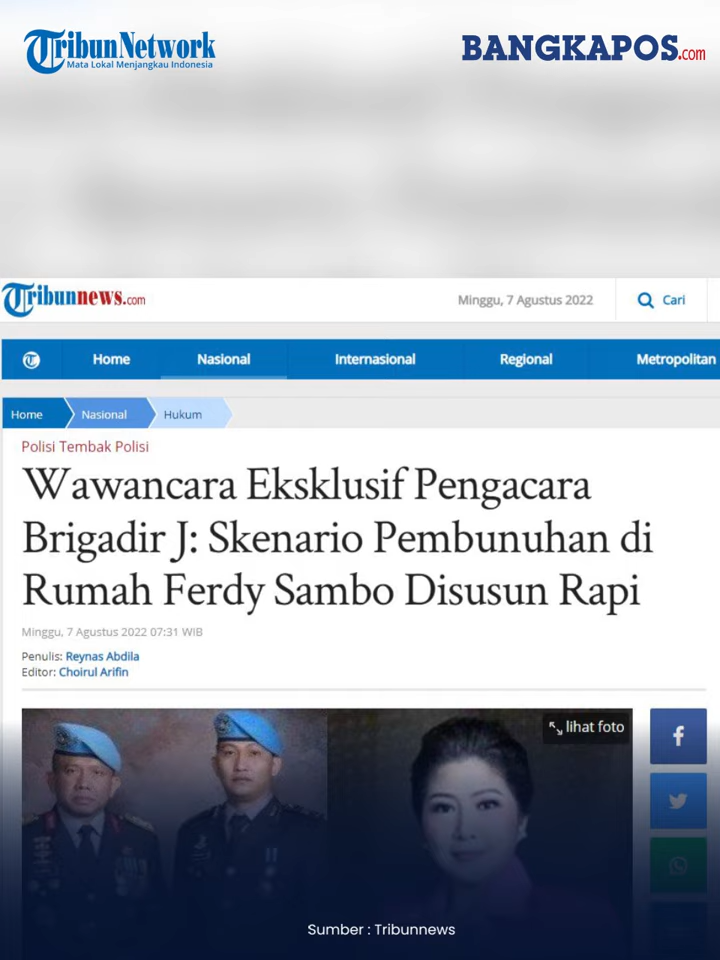 TribunNetwork
Mata Lokal Menjangkau Indonesia
BANGKAPOS.com
Tribunnews.com
Minggu, 7 Agustus 2022
Cari
Home
Nasional
Internasional
Regional
Metropolitan
Home
Nasional
Hukum
Polisi Tembak Polisi
Wawancara Eksklusif Pengacara
Brigadir J: Skenario Pembunuhan di
Rumah Ferdy Sambo Disusun Rapi
Minggu, 7 Agustus 2022 07:31 WIB
Penulis: Reynas Abdila
Editor: Choirul Arifin
lihat foto
Sumber : Tribunnews